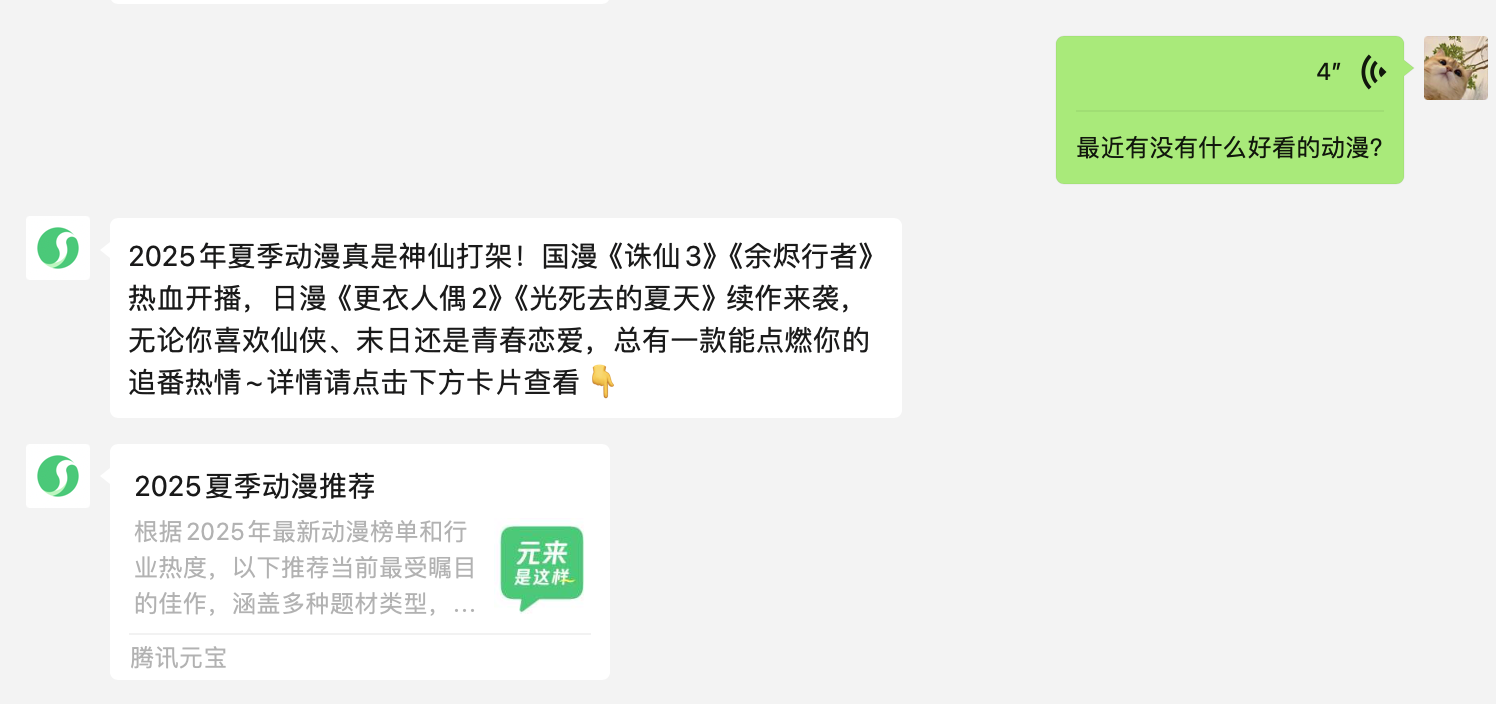 4″
最近有没有什么好看的动漫?
2025年夏季动漫真是神仙打架！国漫《诛仙3》《余烬行者》
热血开播，日漫《更衣人偶2》《光死去的夏天》续作来袭，
无论你喜欢仙侠、末日还是青春恋爱，总有一款能点燃你的
追番热情~详情请点击下方卡片查看👇
2025夏季动漫推荐
根据2025年最新动漫榜单和行
业热度，以下推荐当前最受瞩目
的佳作，涵盖多种题材类型，...
元来
是这样
腾讯元宝